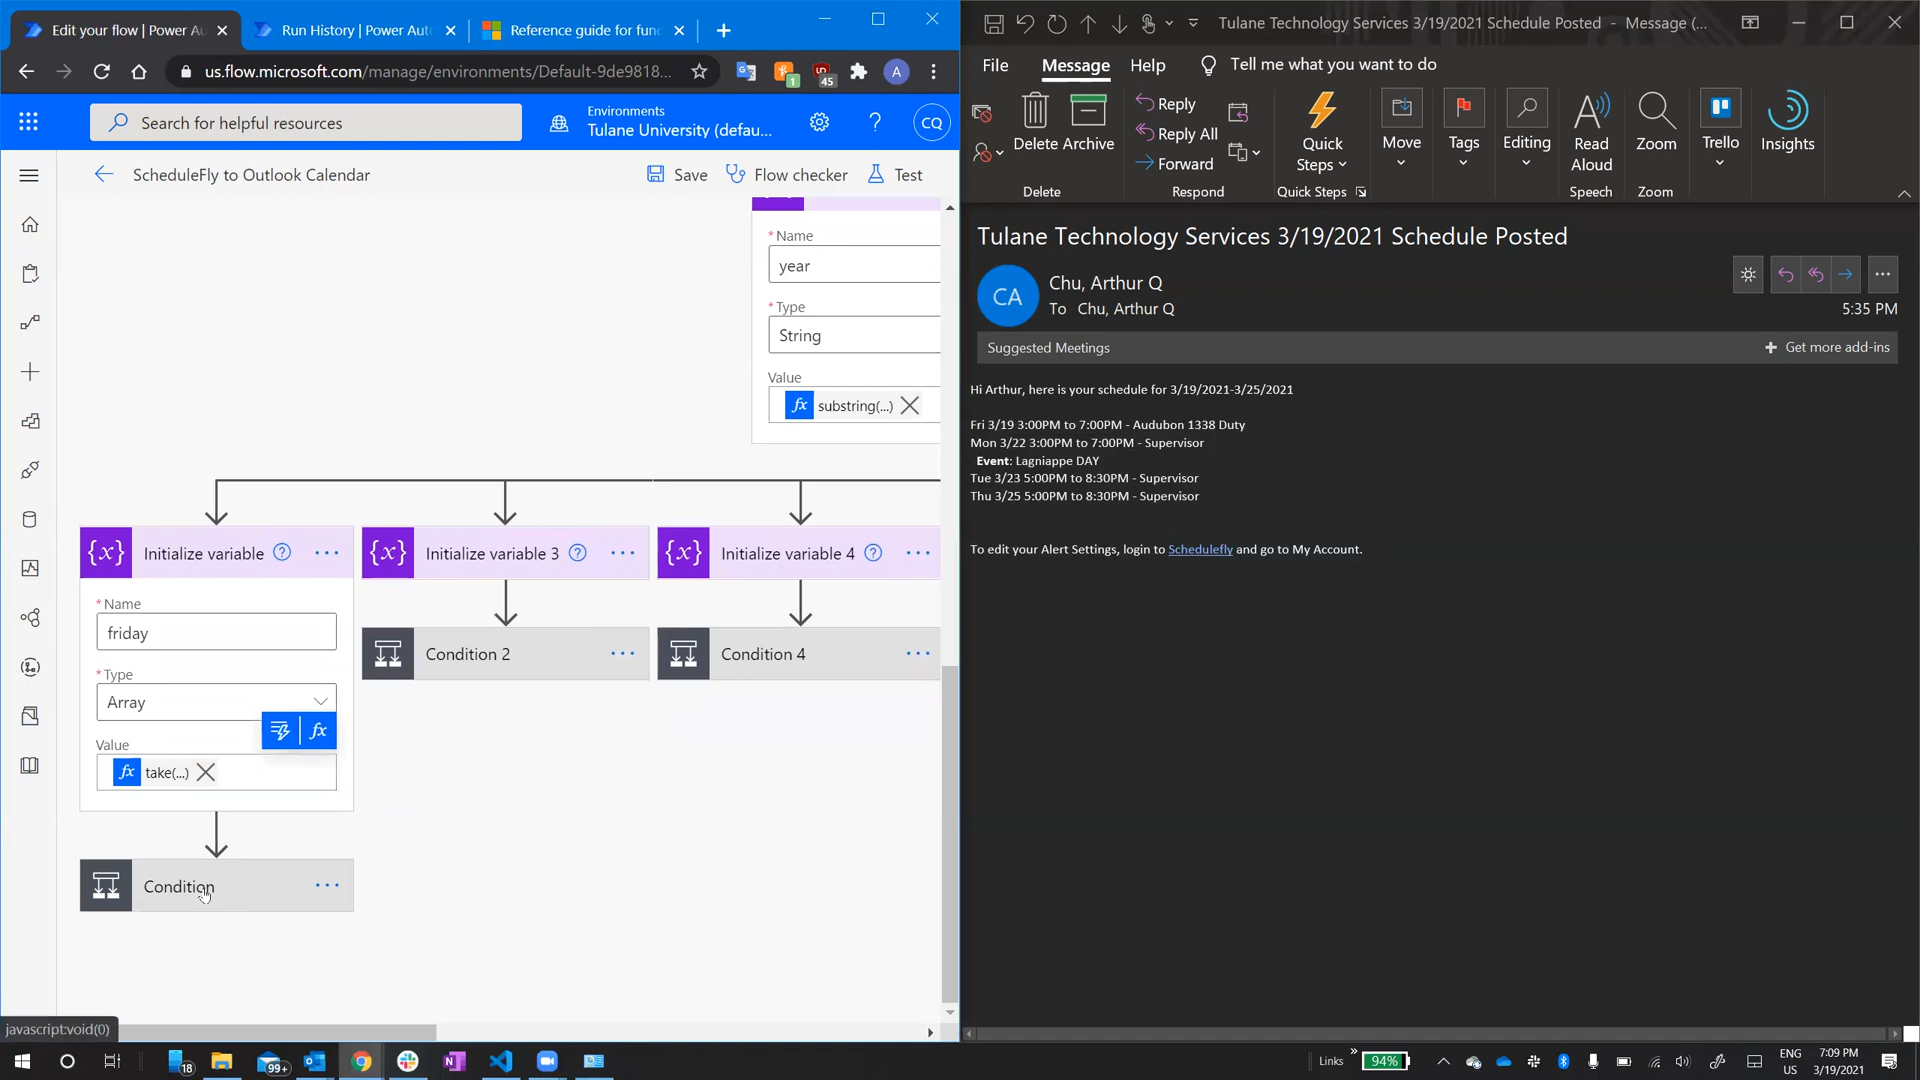 Edit your flow | Power Au
Run History | Power Auto
Reference guide for func
us.flow.microsoft.com/manage/environments/Default-9de9818...
1
45
A
Search for helpful resources
Environments
Tulane University (defau...
?
CQ
ScheduleFly to Outlook Calendar
Save
Flow checker
Test
* Name
year
* Type
String
Value
fx substring(...)
{x} Initialize variable
{x} Initialize variable 3
{x} Initialize variable 4
* Name
friday
* Type
Array
fx
Value
fx take(...)
Condition 2
Condition 4
Condition
javascript:void(0)
Tulane Technology Services 3/19/2021 Schedule Posted - Message (...
File
Message
Help
Tell me what you want to do
Delete
Archive
Reply
Reply All
Forward
Quick Steps
Move
Tags
Editing
Read Aloud
Zoom
Trello
Insights
Delete
Respond
Quick Steps
Speech
Zoom
Tulane Technology Services 3/19/2021 Schedule Posted
CA
Chu, Arthur Q
To Chu, Arthur Q
5:35 PM
Suggested Meetings
+ Get more add-ins
Hi Arthur, here is your schedule for 3/19/2021-3/25/2021
Fri 3/19 3:00PM to 7:00PM - Audubon 1338 Duty
Mon 3/22 3:00PM to 7:00PM - Supervisor
Event: Lagniappe DAY
Tue 3/23 5:00PM to 8:30PM - Supervisor
Thu 3/25 5:00PM to 8:30PM - Supervisor
To edit your Alert Settings, login to Schedulefly and go to My Account.
18
99+
Links
94%
ENG
US
7:09 PM
3/19/2021